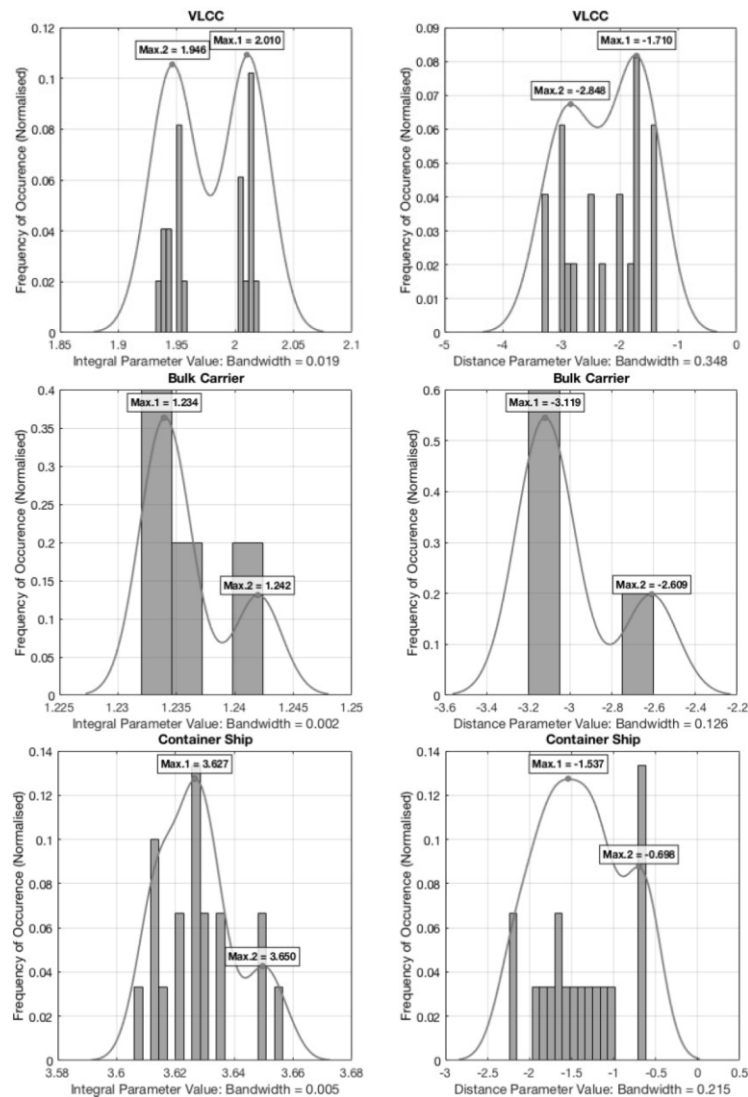 VLCC
Frequency of Occurence (Normalised)
0.12
0.1
0.08
0.06
0.04
0.02
0
Max.2 = 1.946
Max.1 = 2.010
1.85
1.9
1.95
2
2.05
2.1
Integral Parameter Value: Bandwidth = 0.019
VLCC
Frequency of Occurence (Normalised)
0.09
0.08
0.07
0.06
0.05
0.04
0.03
0.02
0.01
0
Max.1 = -1.710
Max.2 = -2.848
-5
-4
-3
-2
-1
0
Distance Parameter Value: Bandwidth = 0.348
Bulk Carrier
Frequency of Occurence (Normalised)
0.4
0.35
0.3
0.25
0.2
0.15
0.1
0.05
0
Max.1 = 1.234
Max.2 = 1.242
1.225
1.23
1.235
1.24
1.245
1.25
Integral Parameter Value: Bandwidth = 0.002
Bulk Carrier
Frequency of Occurence (Normalised)
0.6
0.5
0.4
0.3
0.2
0.1
0
Max.1 = -3.119
Max.2 = -2.609
-3.6
-3.4
-3.2
-3
-2.8
-2.6
-2.4
-2.2
Distance Parameter Value: Bandwidth = 0.126
Container Ship
Frequency of Occurence (Normalised)
0.14
0.12
0.1
0.08
0.06
0.04
0.02
0
Max.1 = 3.627
Max.2 = 3.650
3.58
3.6
3.62
3.64
3.66
3.68
Integral Parameter Value: Bandwidth = 0.005
Container Ship
Frequency of Occurence (Normalised)
0.14
0.12
0.1
0.08
0.06
0.04
0.02
0
Max.1 = -1.537
Max.2 = -0.698
-3
-2.5
-2
-1.5
-1
-0.5
0
0.5
Distance Parameter Value: Bandwidth = 0.215